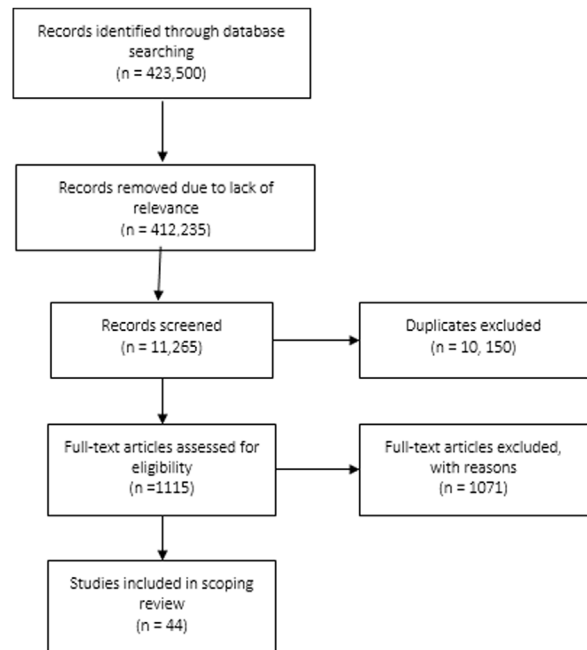 Records identified through database
searching
(n = 423,500)
Records removed due to lack of
relevance
(n = 412,235)
Records screened
(n = 11,265)
Duplicates excluded
(n = 10, 150)
Full-text articles assessed for
eligibility
(n =1115)
Full-text articles excluded,
with reasons
(n = 1071)
Studies included in scoping
review
(n = 44)